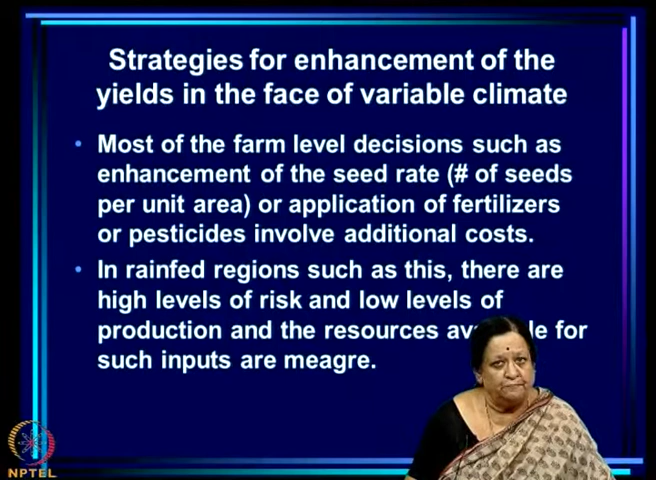 Strategies for enhancement of the
yields in the face of variable climate
• Most of the farm level decisions such as
enhancement of the seed rate (# of seeds
per unit area) or application of fertilizers
or pesticides involve additional costs.
• In rainfed regions such as this, there are
high levels of risk and low levels of
production and the resources for
such inputs are meagre.
NPTEL